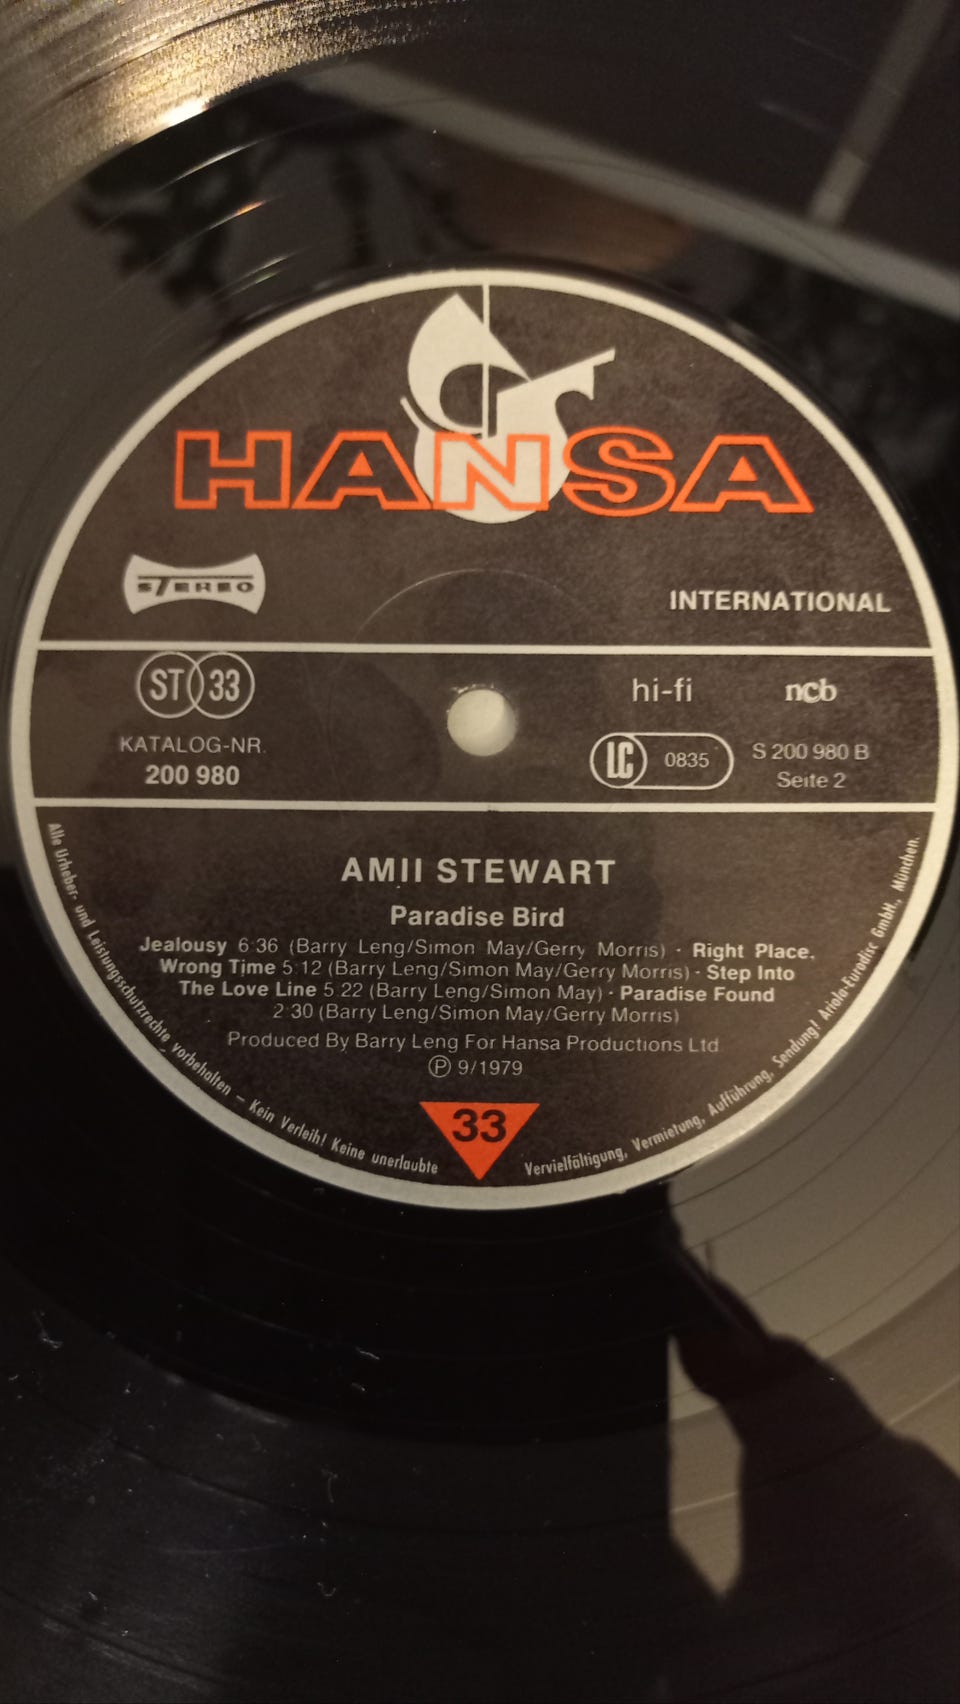 HANSA
STEREO
INTERNATIONAL
ST 33
hi-fi
ncb
KATALOG-NR.
200 980
LC 0835
S 200 980 B
Seite 2
AMII STEWART
Paradise Bird
Jealousy 6:36 (Barry Leng/Simon May/Gerry Morris) · Right Place.
Wrong Time 5:12 (Barry Leng/Simon May/Gerry Morris) · Step Into
The Love Line 5:22 (Barry Leng/Simon May) · Paradise Found
2:30 (Barry Leng/Simon May/Gerry Morris)
Produced By Barry Leng For Hansa Productions Ltd.
Ⓟ 9/1979
33
Alle Urheber- und Leistungsschutzrechte vorbehalten – Kein Verleih! Keine unerlaubte Vervielfältigung, Vermietung, Aufführung, Sendung! Ariola-Eurodisc GmbH., München.